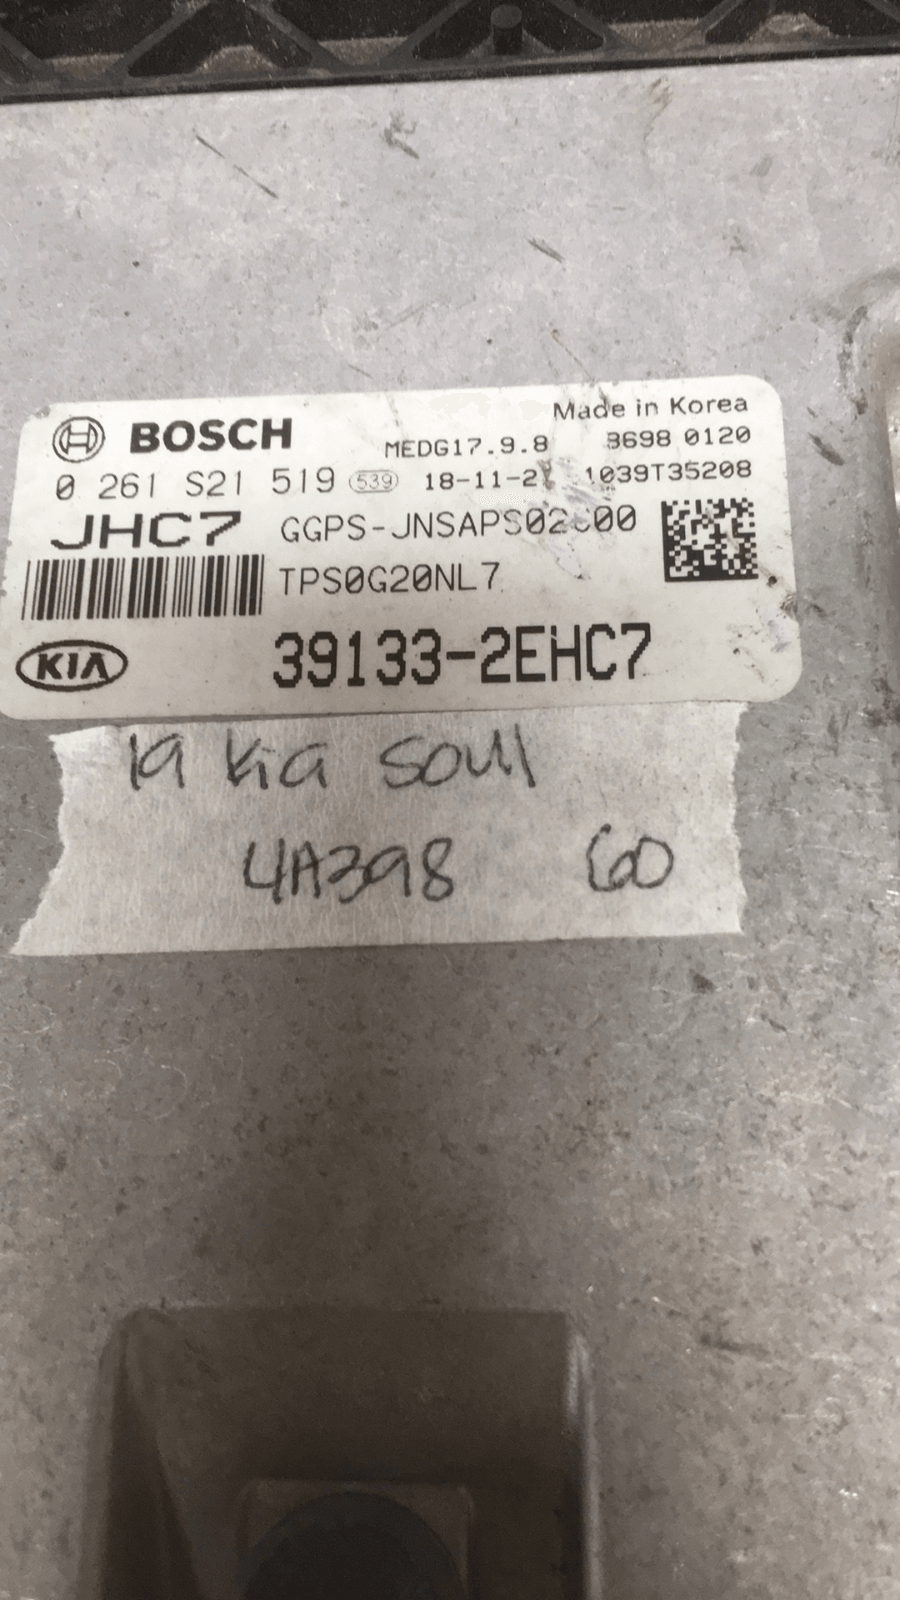 BOSCH
Made in Korea
MEDG17.9.8 3698 0120
0 261 S21 519 539 1039T35208
JHC7
TPS0G20NL7
KIA 39133-2EHC7
19 Kia Soul
4A398 60